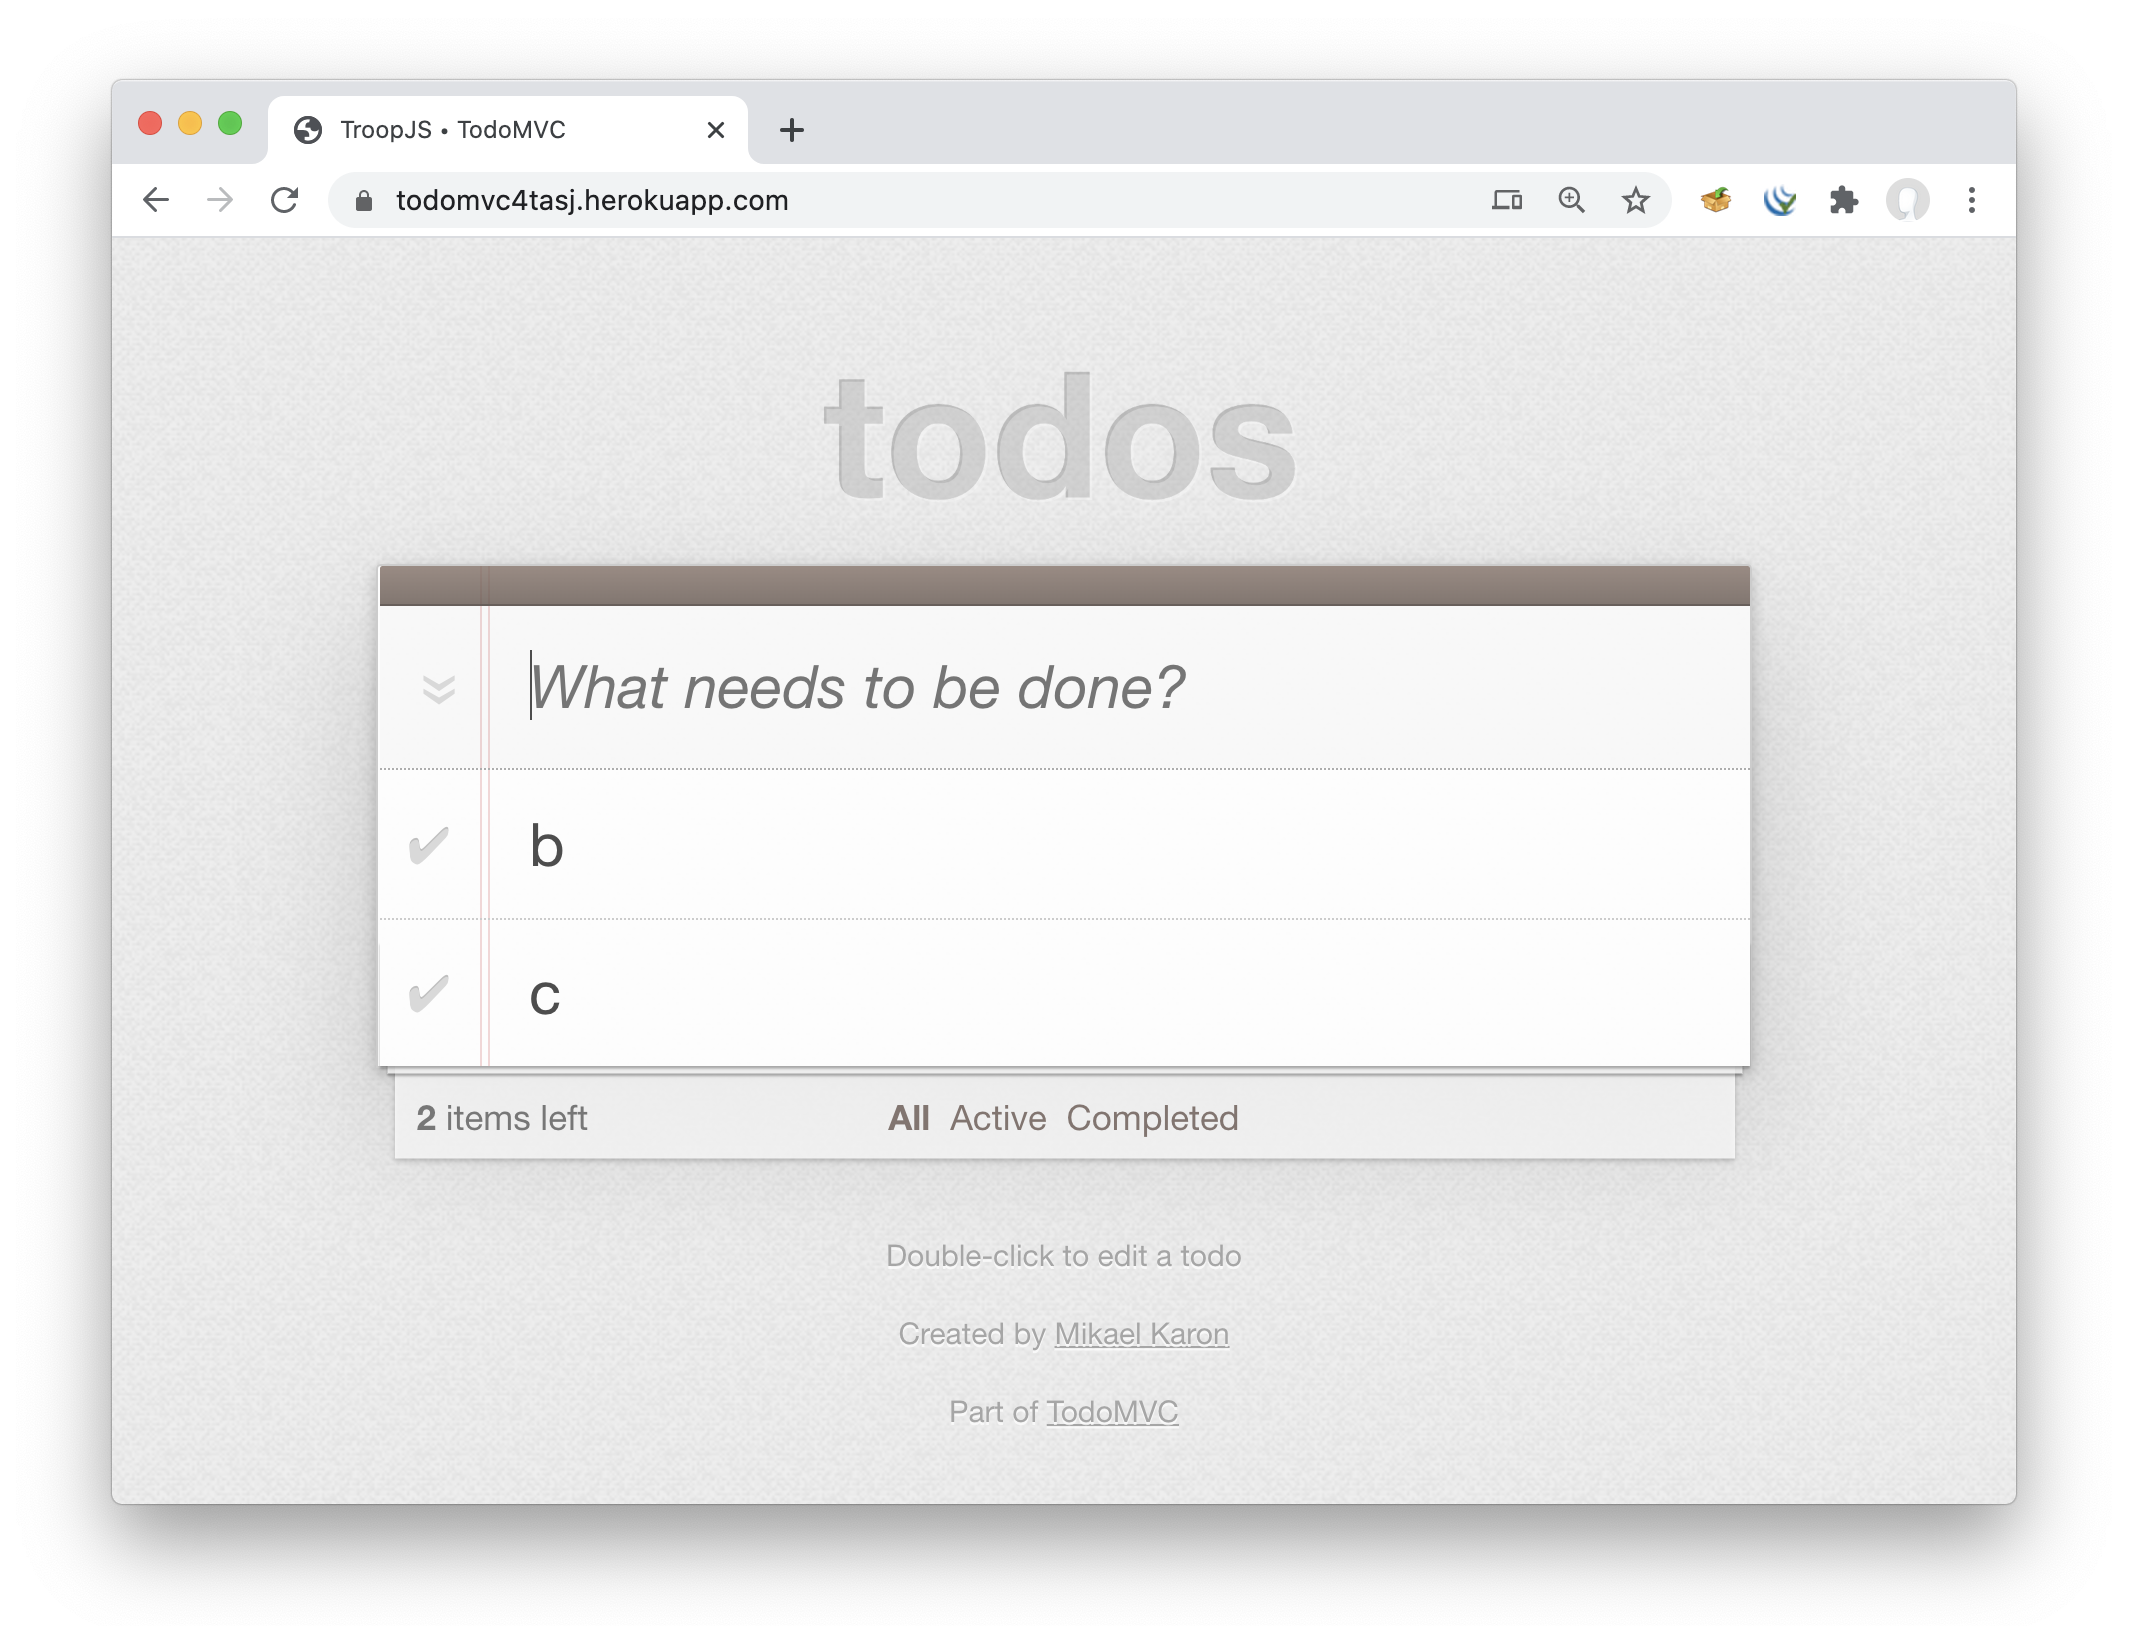 TroopJS • TodoMVC
todomvc4tasj.herokuapp.com
todos
What needs to be done?
b
c
2 items left All Active Completed
Double-click to edit a todo
Created by Mikael Karon
Part of TodoMVC